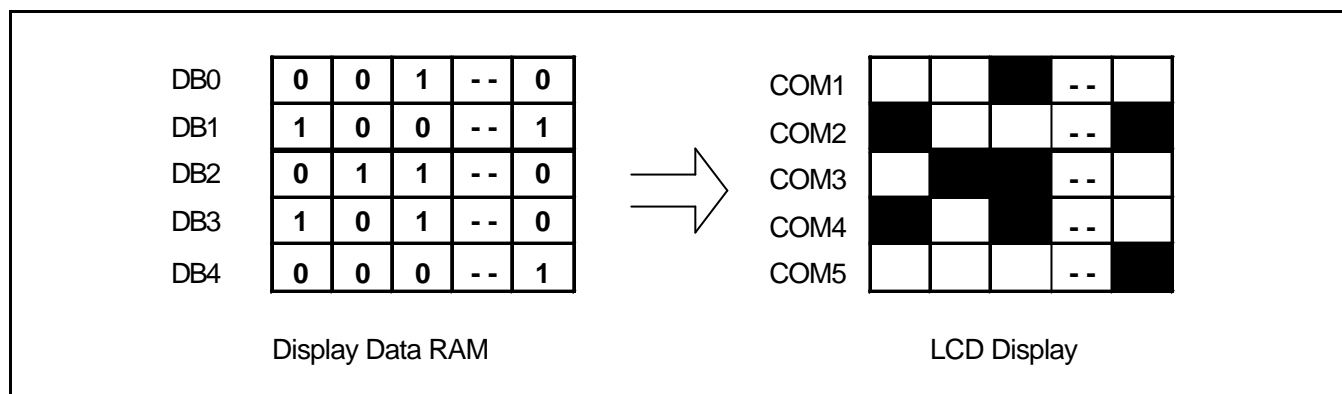 DB0 0 0 1 -- 0 COM1 --
DB1 1 0 0 -- 1 COM2 --
DB2 0 1 1 -- 0 COM3 --
DB3 1 0 1 -- 0 COM4 --
DB4 0 0 0 -- 1 COM5 --
Display Data RAM LCD Display